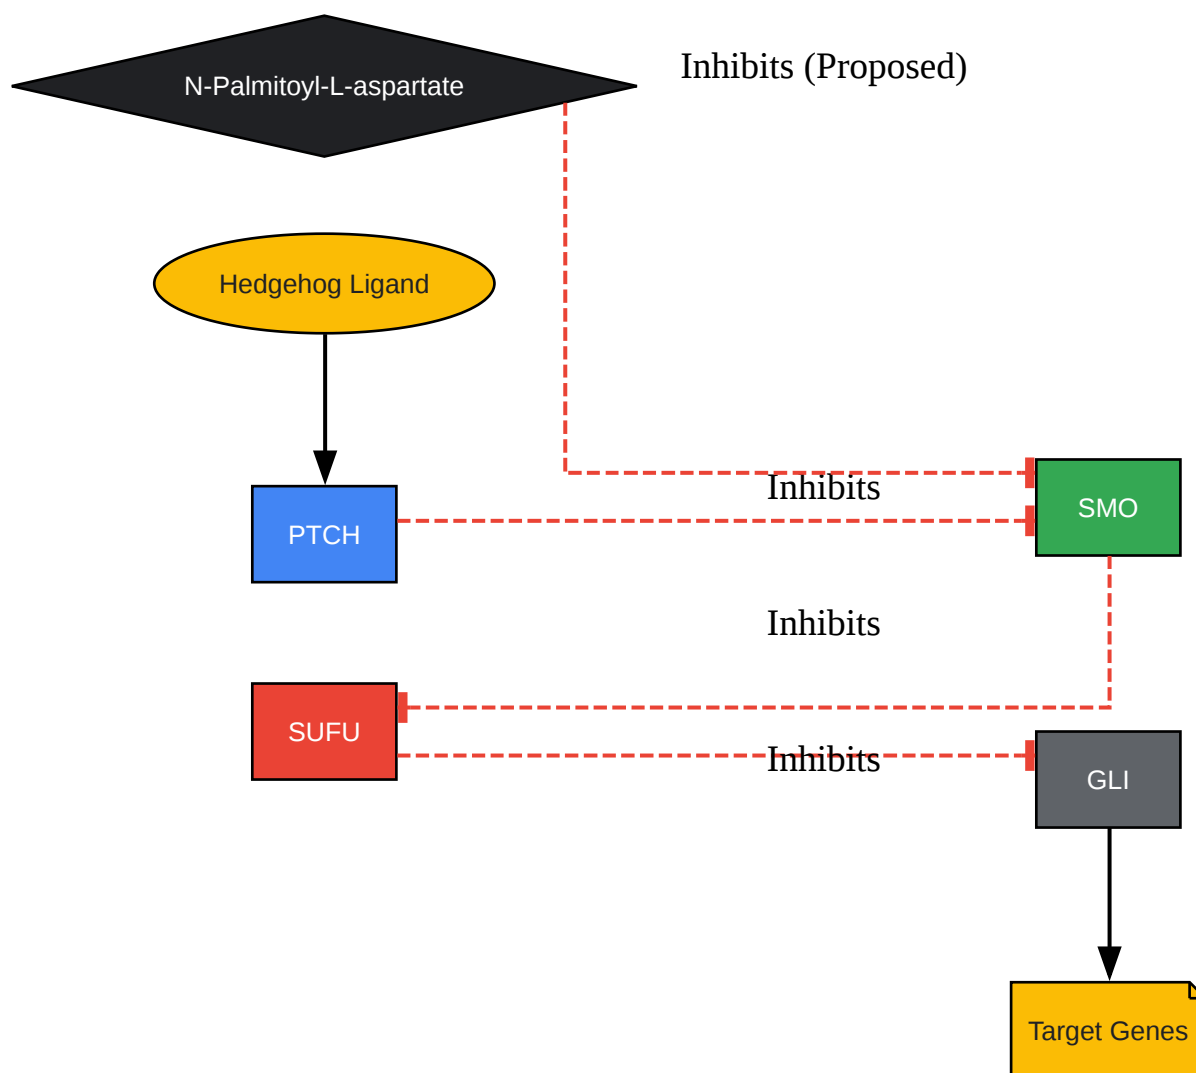 N-Palmitoyl-L-aspartate
Inhibits (Proposed)
Hedgehog Ligand
Inhibits
SMO
PTCH
Inhibits
SUFU
Inhibits
GLI
Target Genes